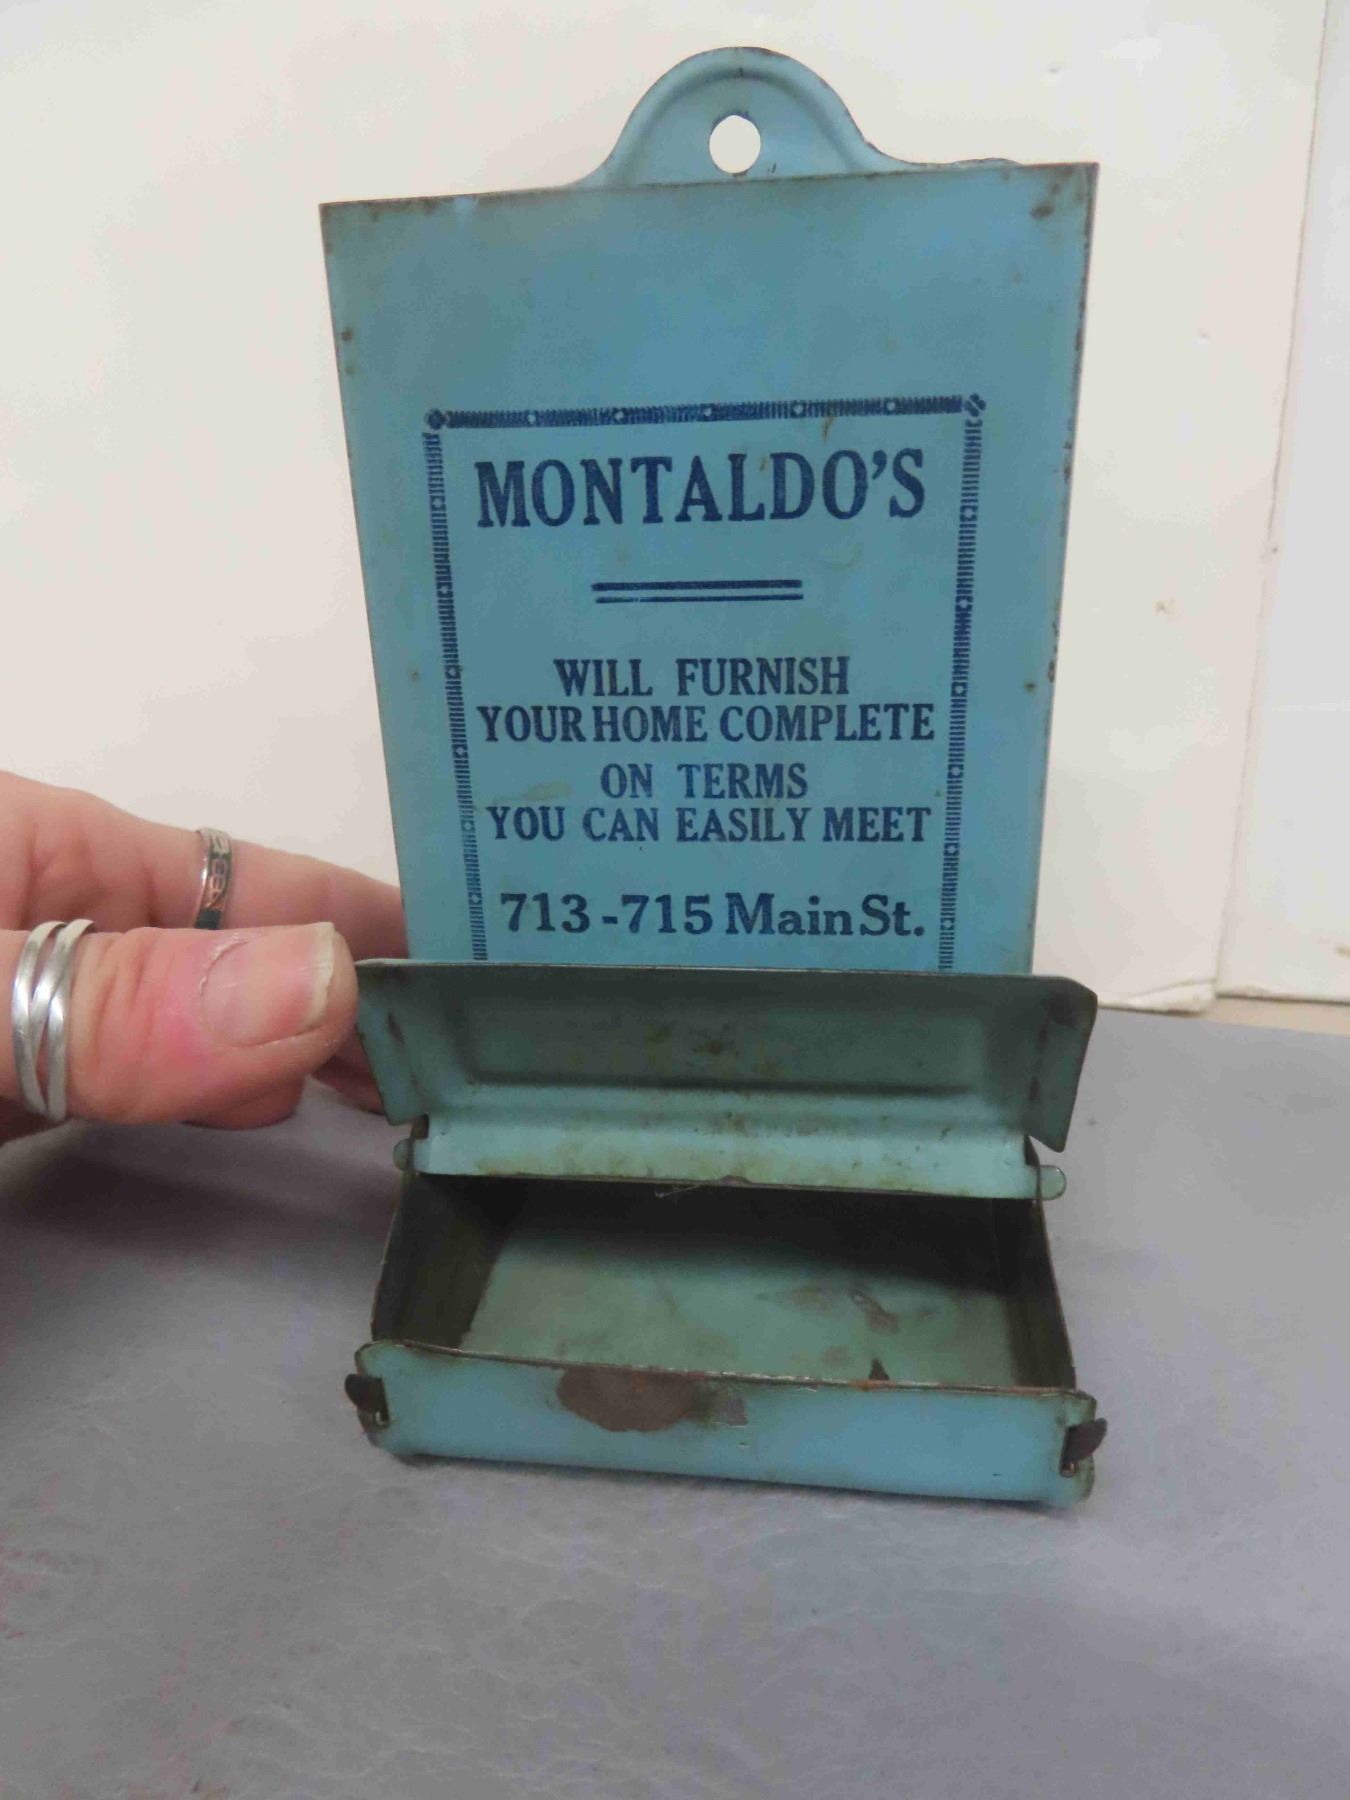 MONTALDO'S
WILL FURNISH
YOUR HOME COMPLETE
ON TERMS
YOU CAN EASILY MEET
713-715 Main St.